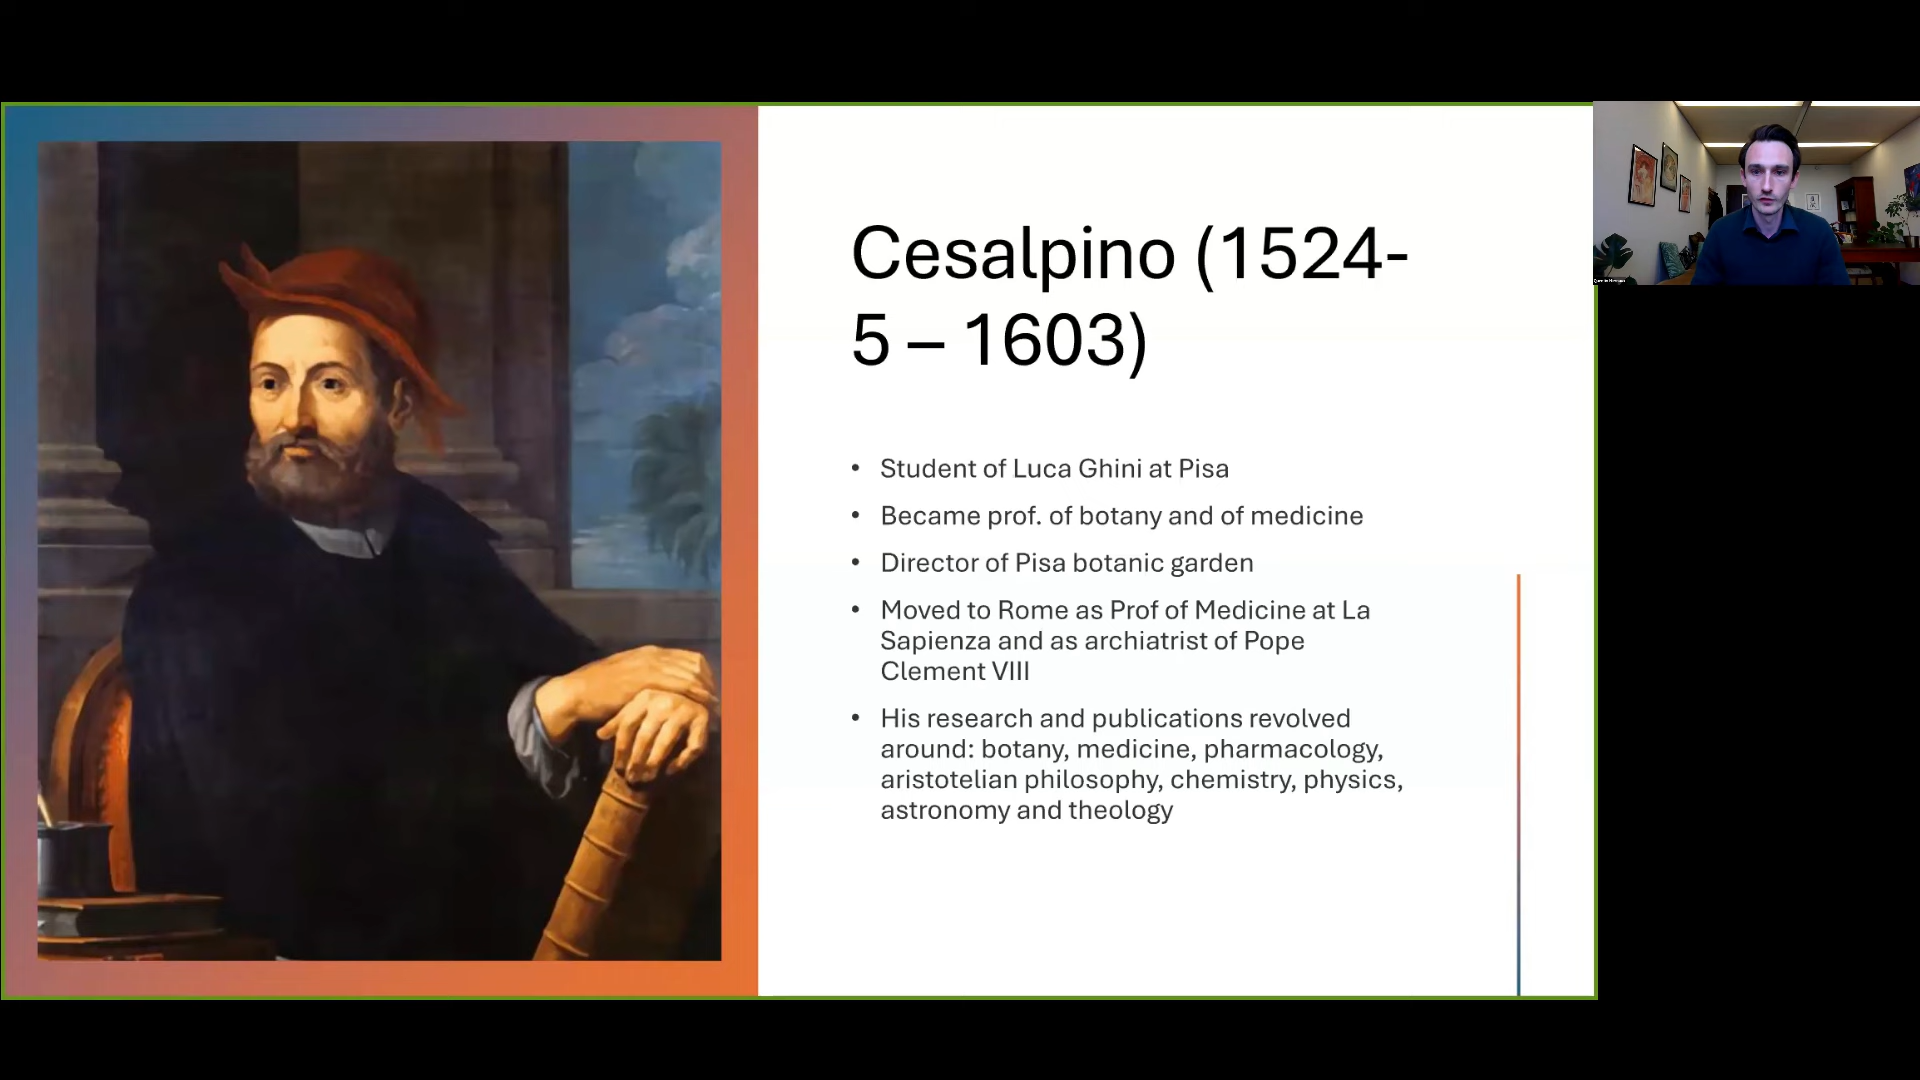 Cesalpino (1524-
5 – 1603)
• Student of Luca Ghini at Pisa
• Became prof. of botany and of medicine
• Director of Pisa botanic garden
• Moved to Rome as Prof of Medicine at La
Sapienza and as archiatrist of Pope
Clement VIII
• His research and publications revolved
around: botany, medicine, pharmacology,
aristotelian philosophy, chemistry, physics,
astronomy and theology